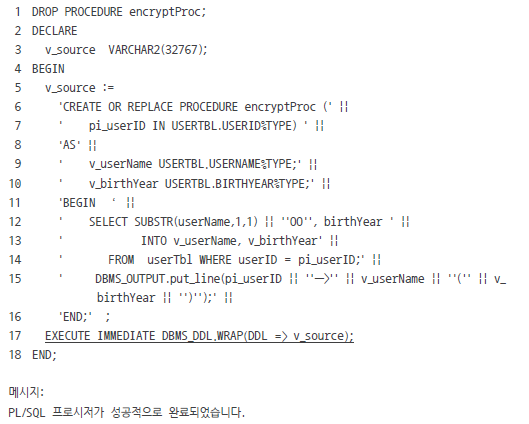 1 DROP PROCEDURE encryptProc;
2 DECLARE
3 v_source VARCHAR2(32767);
4 BEGIN
5 v_source :=
6 'CREATE OR REPLACE PROCEDURE encryptProc (' ||
7 ' pi_userID IN USERTBL.USERID%TYPE) ' ||
8 'AS' ||
9 ' v_userName USERTBL.USERNAME%TYPE;' ||
10 ' v_birthYear USERTBL.BIRTHYEAR%TYPE;' ||
11 'BEGIN ' ||
12 ' SELECT SUBSTR(userName,1,1) || ''OO'', birthYear ' ||
13 ' INTO v_userName, v_birthYear' ||
14 ' FROM userTbl WHERE userID = pi_userID;' ||
15 ' DBMS_OUTPUT.put_line(pi_userID || ''-->'' || v_userName || ''('' || v_
birthYear || '')'');' ||
16 'END;' ;
17 EXECUTE IMMEDIATE DBMS_DDL.WRAP(DDL => v_source);
18 END;
메시지:
PL/SQL 프로시저가 성공적으로 완료되었습니다.